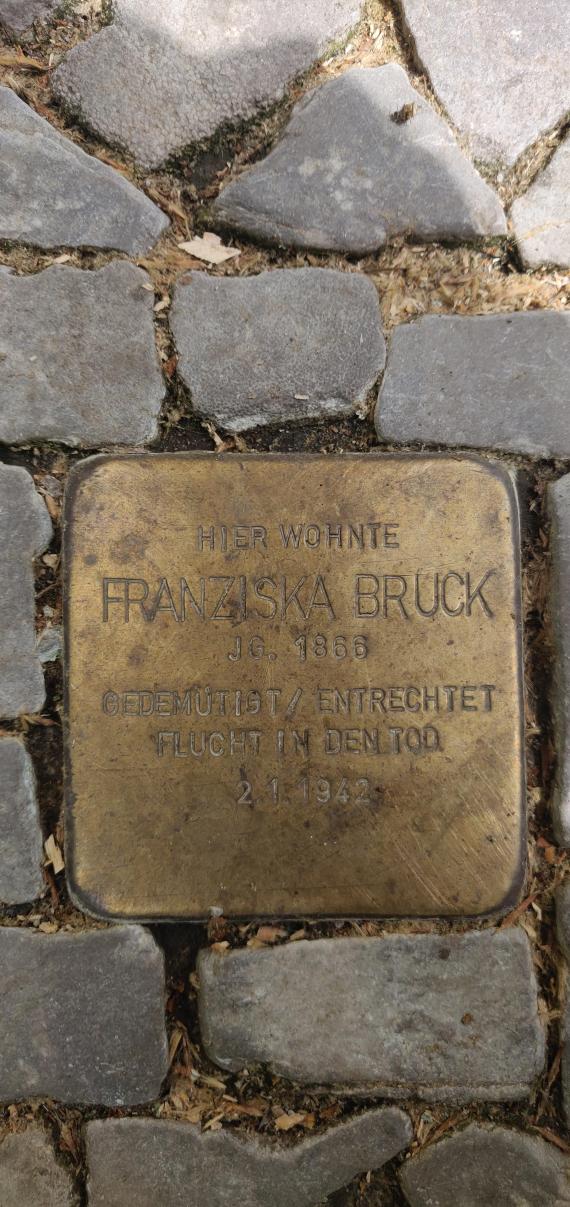 HIER WOHNTE
FRANZISKA BRUCK
JG. 1866
GEDEMÜTIGT / ENTRECHTET
FLUCHT IN DEN TOD
2.1.1942